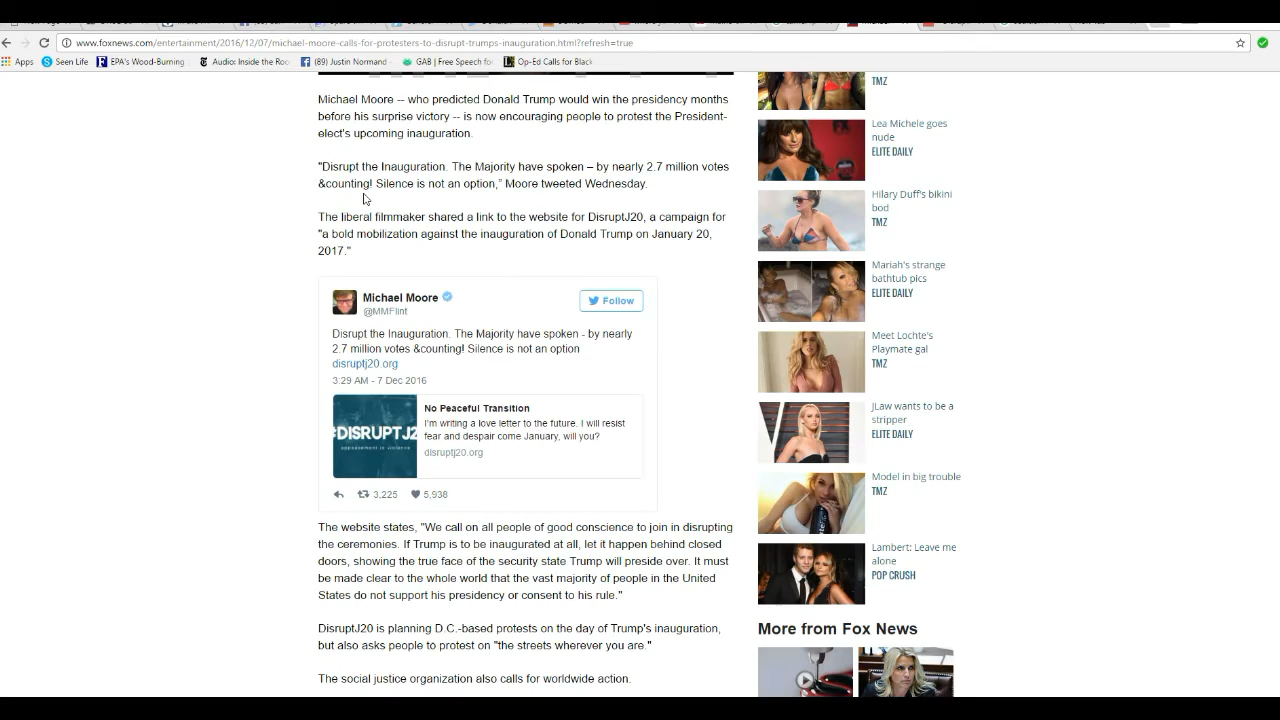 www.foxnews.com/entertainment/2016/12/07/michael-moore-calls-for-protesters-to-disrupt-trumps-inauguration.html?refresh=true
Apps Seen Life EPA's Wood-Burning Audio: Inside the Roo (89) Justin Normand GAB | Free Speech fo Op-Ed Calls for Black
Michael Moore -- who predicted Donald Trump would win the presidency months
before his surprise victory -- is now encouraging people to protest the President-
elect's upcoming inauguration.
"Disrupt the Inauguration. The Majority have spoken – by nearly 2.7 million votes
&counting! Silence is not an option," Moore tweeted Wednesday.
The liberal filmmaker shared a link to the website for DisruptJ20, a campaign for
"a bold mobilization against the inauguration of Donald Trump on January 20,
2017."
Michael Moore
@MMFlint
Follow
Disrupt the Inauguration. The Majority have spoken - by nearly
2.7 million votes &counting! Silence is not an option
disruptj20.org
3:29 AM - 7 Dec 2016
#DISRUPTJ2
No Peaceful Transition
I'm writing a love letter to the future. I will resist
fear and despair come January, will you?
disruptj20.org
3,225 5,938
The website states, "We call on all people of good conscience to join in disrupting
the ceremonies. If Trump is to be inaugurated at all, let it happen behind closed
doors, showing the true face of the security state Trump will preside over. It must
be made clear to the whole world that the vast majority of people in the United
States do not support his presidency or consent to his rule."
DisruptJ20 is planning D.C.-based protests on the day of Trump's inauguration,
but also asks people to protest on "the streets wherever you are."
The social justice organization also calls for worldwide action.
TMZ
Lea Michele goes
nude
ELITE DAILY
Hilary Duff's bikini
bod
TMZ
Mariah's strange
bathtub pics
ELITE DAILY
Meet Lochte's
Playmate gal
TMZ
JLaw wants to be a
stripper
ELITE DAILY
Model in big trouble
TMZ
Lambert: Leave me
alone
POP CRUSH
More from Fox News